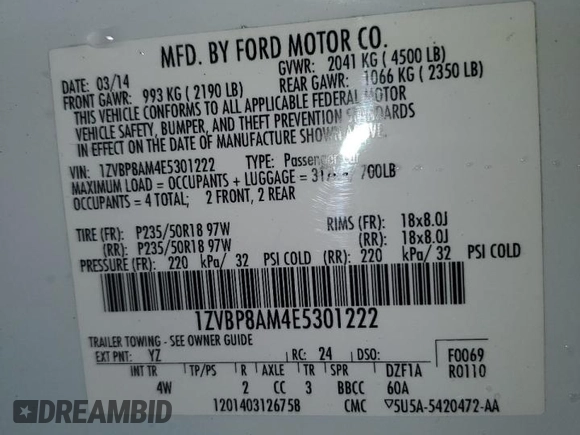 MFD. BY FORD MOTOR CO.
DATE: 03/14 GVWR: 2041 KG (4500 LB)
FRONT GAWR: 993 KG (2190 LB) REAR GAWR: 1066 KG (2350 LB)
THIS VEHICLE CONFORMS TO ALL APPLICABLE FEDERAL MOTOR
VEHICLE SAFETY, BUMPER, AND THEFT PREVENTION STANDARDS
IN EFFECT ON THE DATE OF MANUFACTURE SHOWN ABOVE.
VIN: 1ZVBP8AM4E5301222 TYPE: Passenger
MAXIMUM LOAD = OCCUPANTS + LUGGAGE = 700LB
OCCUPANTS = 4 TOTAL; 2 FRONT, 2 REAR
TIRE (FR): P235/50R18 97W RIMS (FR): 18x8.0J
(RR): P235/50R18 97W (RR): 18x8.0J
PRESSURE (FR): 220 kPa/ 32 PSI COLD (RR): 220 kPa/ 32 PSI COLD
1ZVBP8AM4E5301222
TRAILER TOWING - SEE OWNER GUIDE
EXT PNT: YZ RC: 24 DSO: F0069
INT TR TP/PS R AXLE TR SPR DZF1A R0110
4W 2 CC 3 BBCC 60A
1201403126758 CMC ▽5U5A-5420472-AA
DREAMBID